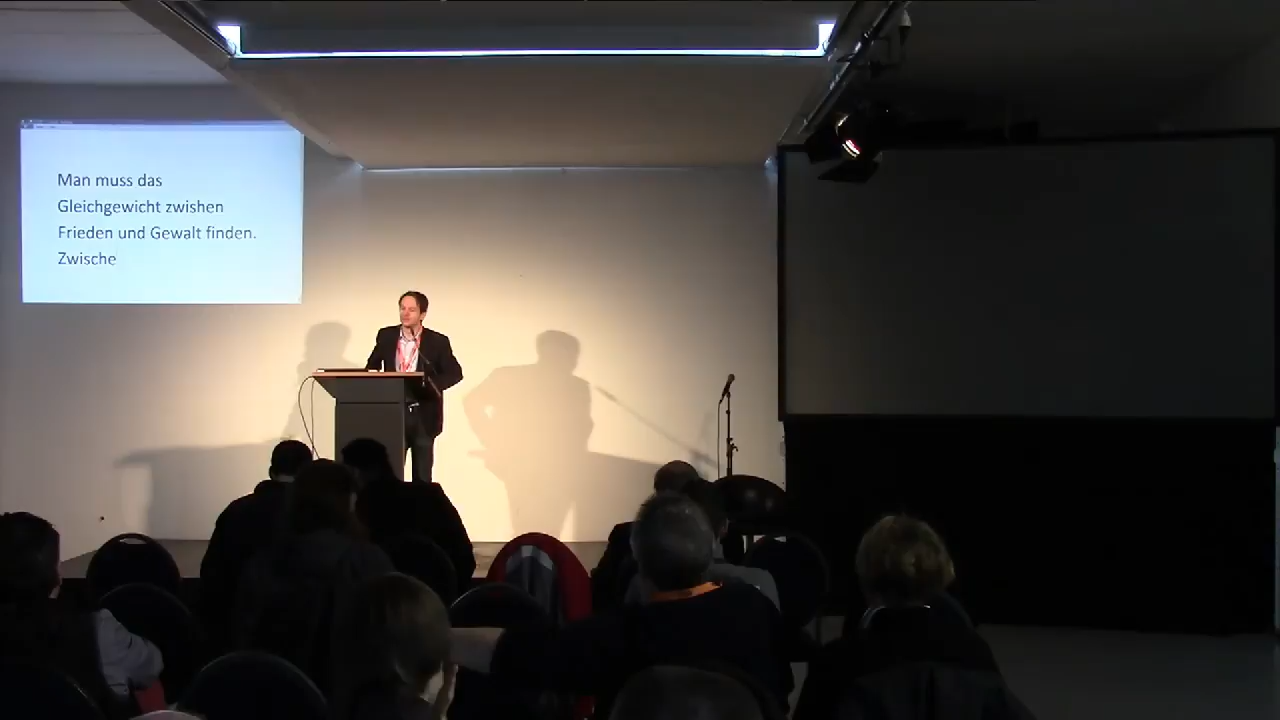 Man muss das
Gleichgewicht zwishen
Frieden und Gewalt finden.
Zwische